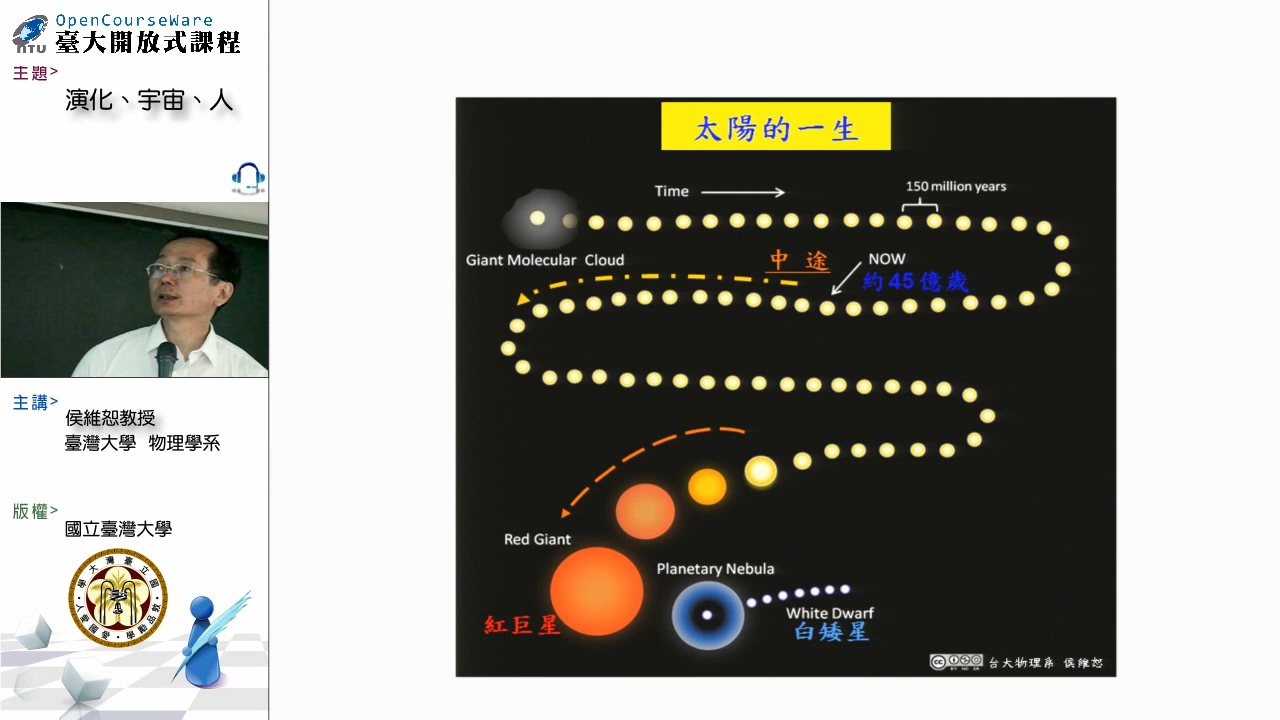 OpenCourseWare
NTU
臺大開放式課程
主題>
演化、宇宙、人
主講>
侯維恕教授
臺灣大學 物理學系
版權>
國立臺灣大學
太陽的一生
Time
150 million years
Giant Molecular Cloud
中 途
NOW
約 45 億歲
Red Giant
紅巨星
Planetary Nebula
White Dwarf
白矮星
台大物理系 侯維恕